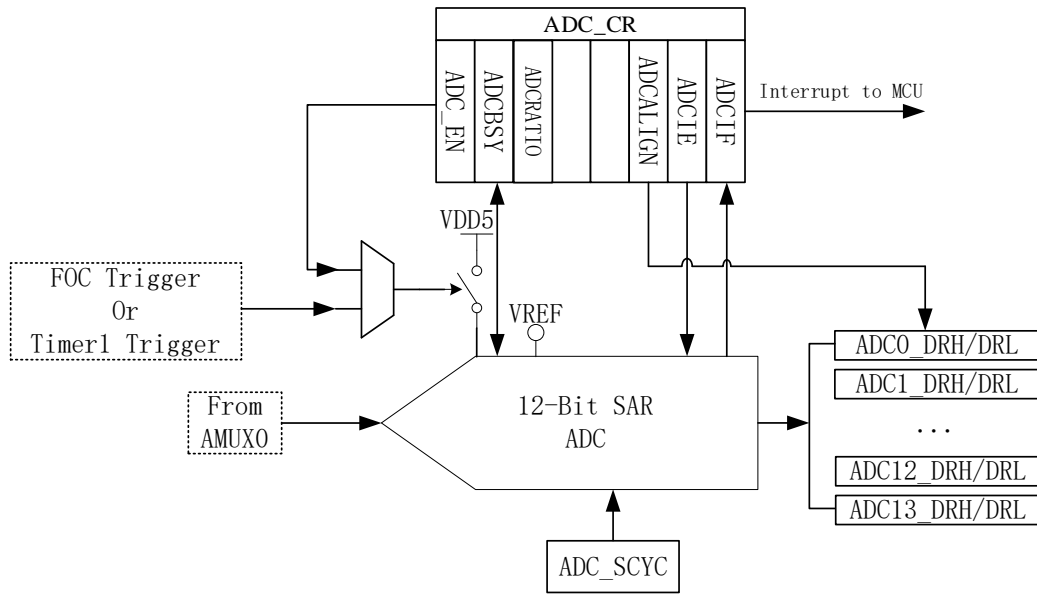 ADC_CR
ADC_EN
ADCBSY
ADCRATIO
ADCALIGN
ADCIE
ADCIF
Interrupt to MCU
VDD5
FOC Trigger
Or
Timer1 Trigger
VREF
ADC0_DRH/DRL
ADC1_DRH/DRL
...
ADC12_DRH/DRL
ADC13_DRH/DRL
From
AMUX0
12-Bit SAR
ADC
ADC_SCYC